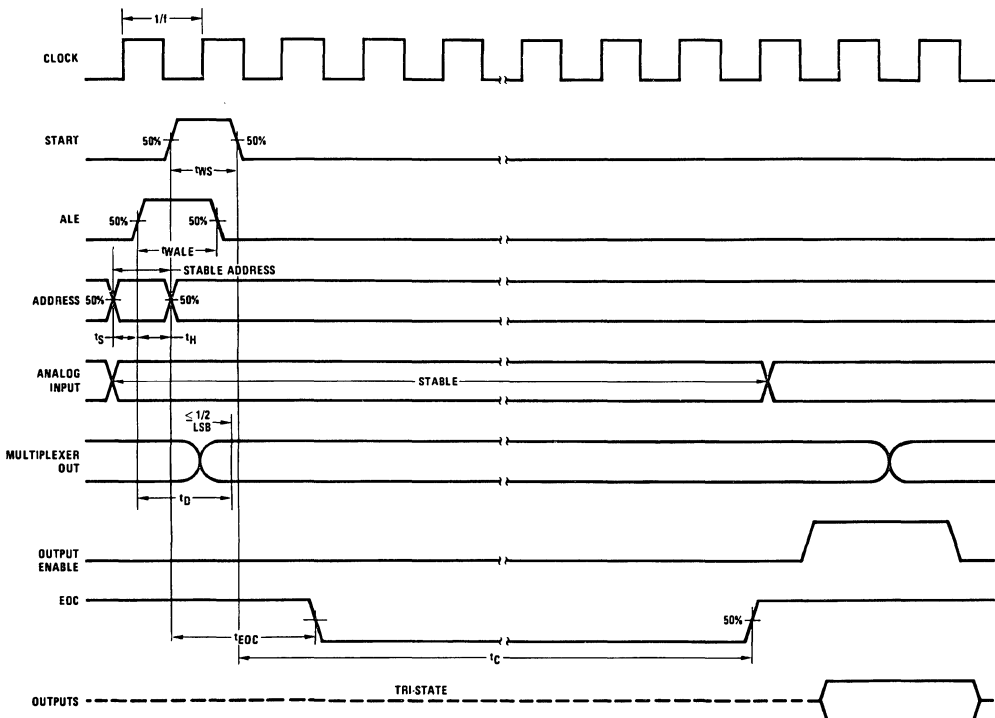 1/f
CLOCK
START
50%
50%
tWS
ALE
50%
50%
tWALE
STABLE ADDRESS
ADDRESS
50%
50%
tS
tH
ANALOG
INPUT
STABLE
≤ 1/2
LSB
MULTIPLEXER
OUT
tD
OUTPUT
ENABLE
EOC
50%
tEOC
tC
TRI-STATE
OUTPUTS